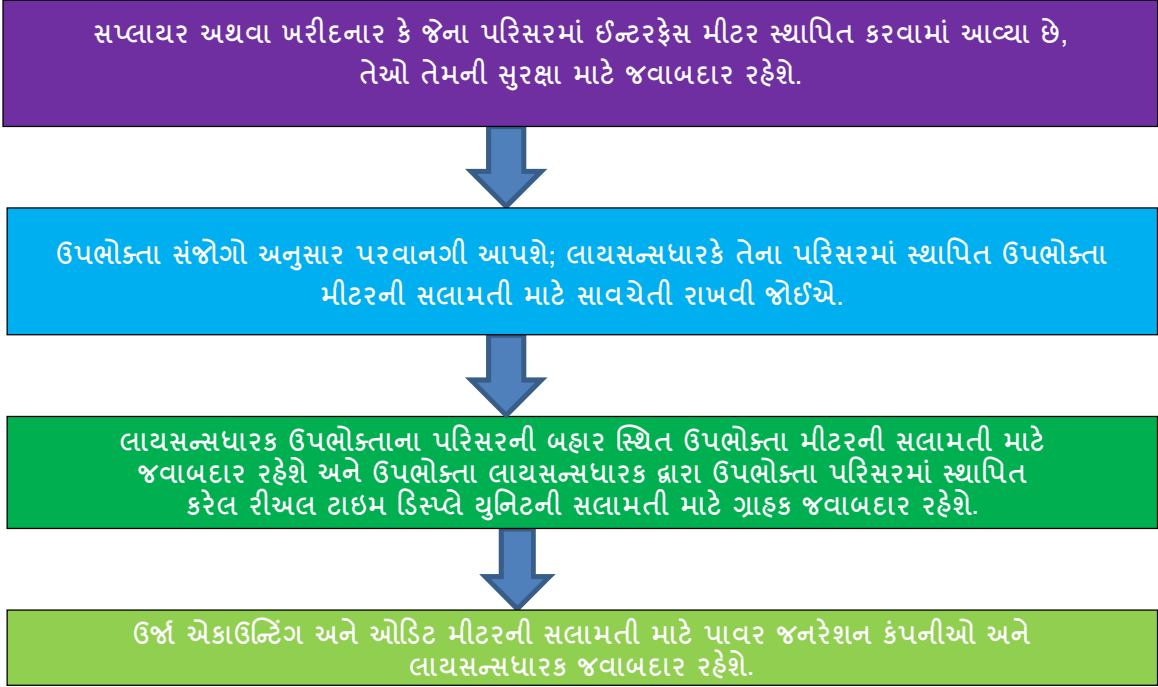 સપ્લાયર અથવા ખરીદનાર કે જેના પરિસરમાં ઈન્ટરફેસ મીટર સ્થાપિત કરવામાં આવ્યા છે,
તેઓ તેમની સુરક્ષા માટે જવાબદાર રહેશે.
ઉપભોક્તા સંજોગો અનુસાર પરવાનગી આપશે; લાયસન્સધારકે તેના પરિસરમાં સ્થાપિત ઉપભોક્તા
મીટરની સલામતી માટે સાવચેતી રાખવી જોઈએ.
લાયસન્સધારક ઉપભોક્તાના પરિસરની બહાર સ્થિત ઉપભોક્તા મીટરની સલામતી માટે
જવાબદાર રહેશે અને ઉપભોક્તા લાયસન્સધારક દ્વારા ઉપભોક્તા પરિસરમાં સ્થાપિત
કરેલ રીઅલ ટાઇમ ડિસ્પ્લે યુનિટની સલામતી માટે ગ્રાહક જવાબદાર રહેશે.
ઉર્જા એકાઉન્ટિંગ અને ઓડિટ મીટરની સલામતી માટે પાવર જનરેશન કંપનીઓ અને
લાયસન્સધારક જવાબદાર રહેશે.